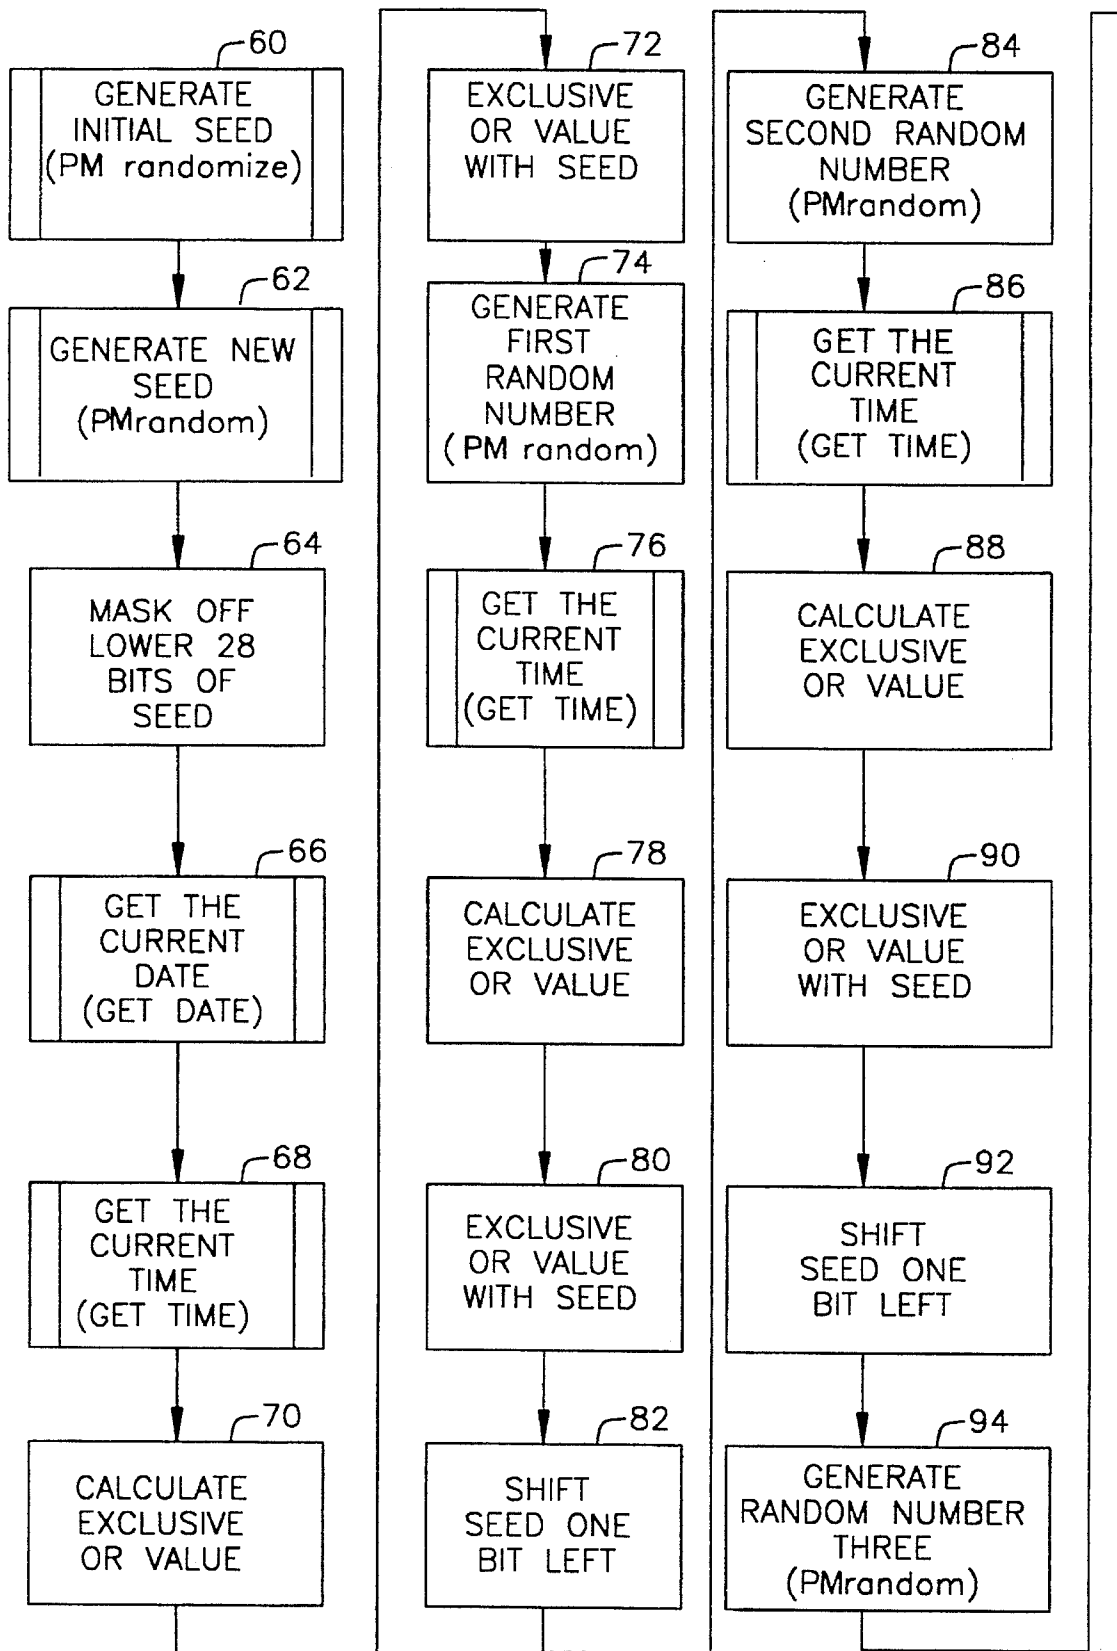 60
GENERATE
INITIAL SEED
(PM randomize)
62
GENERATE NEW
SEED
(PMrandom)
64
MASK OFF
LOWER 28
BITS OF
SEED
66
GET THE
CURRENT
DATE
(GET DATE)
68
GET THE
CURRENT
TIME
(GET TIME)
70
CALCULATE
EXCLUSIVE
OR VALUE
72
EXCLUSIVE
OR VALUE
WITH SEED
74
GENERATE
FIRST
RANDOM
NUMBER
(PM random)
76
GET THE
CURRENT
TIME
(GET TIME)
78
CALCULATE
EXCLUSIVE
OR VALUE
80
EXCLUSIVE
OR VALUE
WITH SEED
82
SHIFT
SEED ONE
BIT LEFT
84
GENERATE
SECOND RANDOM
NUMBER
(PMrandom)
86
GET THE
CURRENT
TIME
(GET TIME)
88
CALCULATE
EXCLUSIVE
OR VALUE
90
EXCLUSIVE
OR VALUE
WITH SEED
92
SHIFT
SEED ONE
BIT LEFT
94
GENERATE
RANDOM NUMBER
THREE
(PMrandom)